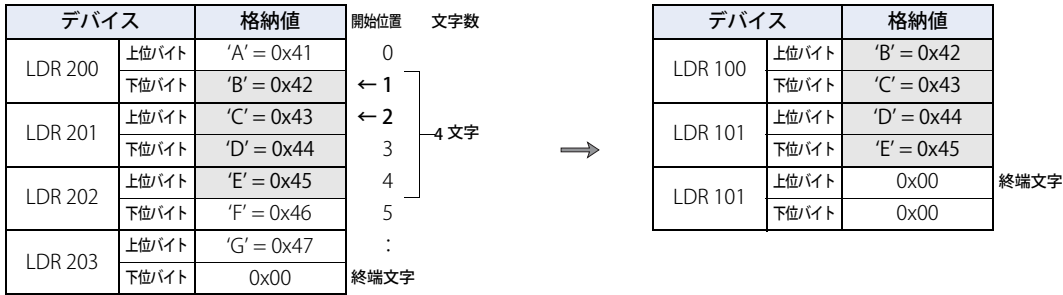 デバイス 格納値 開始位置 文字数
LDR 200 上位バイト ‘A’ = 0x41 0
下位バイト ‘B’ = 0x42 ← 1
LDR 201 上位バイト ‘C’ = 0x43 ← 2
下位バイト ‘D’ = 0x44 3
4 文字
LDR 202 上位バイト ‘E’ = 0x45 4
下位バイト ‘F’ = 0x46 5
LDR 203 上位バイト ‘G’ = 0x47 :
下位バイト 0x00 終端文字
デバイス 格納値
LDR 100 上位バイト ‘B’ = 0x42
下位バイト ‘C’ = 0x43
LDR 101 上位バイト ‘D’ = 0x44
下位バイト ‘E’ = 0x45
LDR 101 上位バイト 0x00 終端文字
下位バイト 0x00